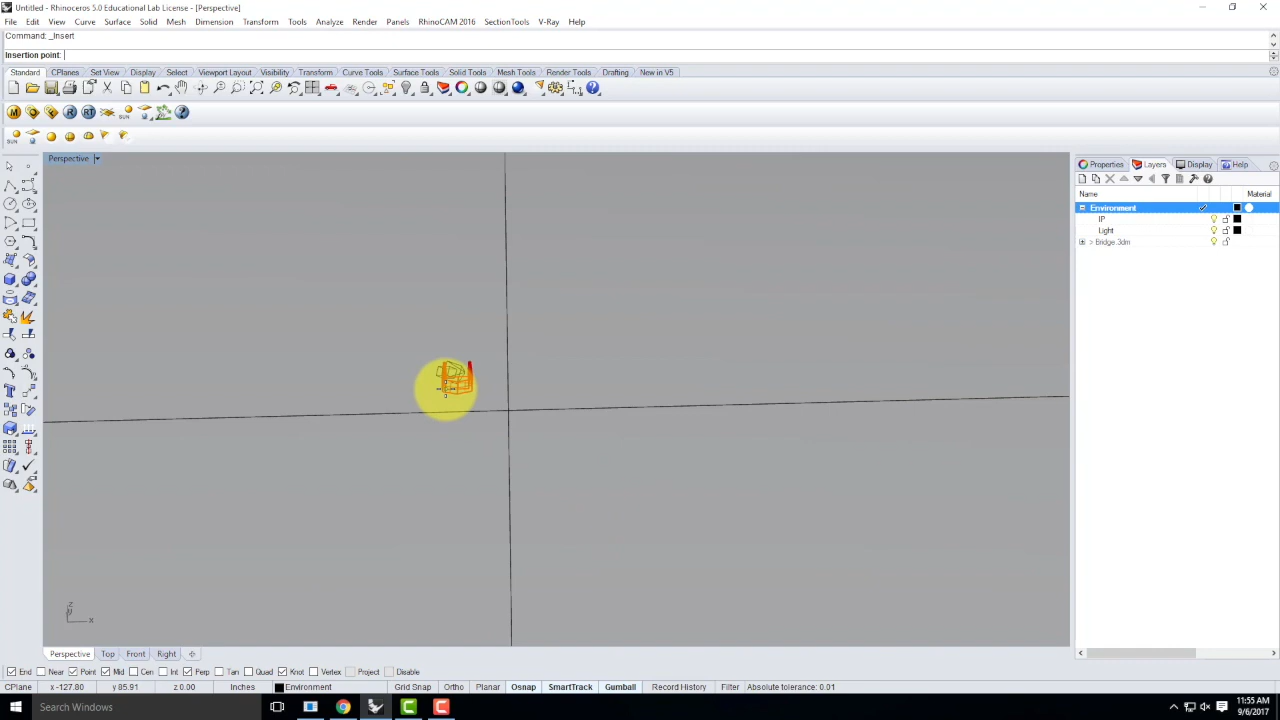 Untitled - Rhinoceros 5.0 Educational Lab License - [Perspective]
File Edit View Curve Surface Solid Mesh Dimension Transform Tools Analyze Render Panels RhinoCAM 2016 SectionTools V-Ray Help
Command: _Insert
Insertion point:
Standard CPlanes Set View Display Select Viewport Layout Visibility Transform Curve Tools Surface Tools Solid Tools Mesh Tools Render Tools Drafting New in V5
M R RT SUN
SUN
Perspective
Properties Layers Display Help
Name Material
Environment
IP
Light
> Bridge.3dm
z
y
x
Perspective Top Front Right
End Near Point Mid Cen Int Perp Tan Quad Knot Vertex Project Disable
CPlane x -127.80 y 85.91 z 0.00 Inches Environment Grid Snap Ortho Planar Osnap SmartTrack Gumball Record History Filter Absolute tolerance: 0.01
Search Windows
11:55 AM
9/6/2017